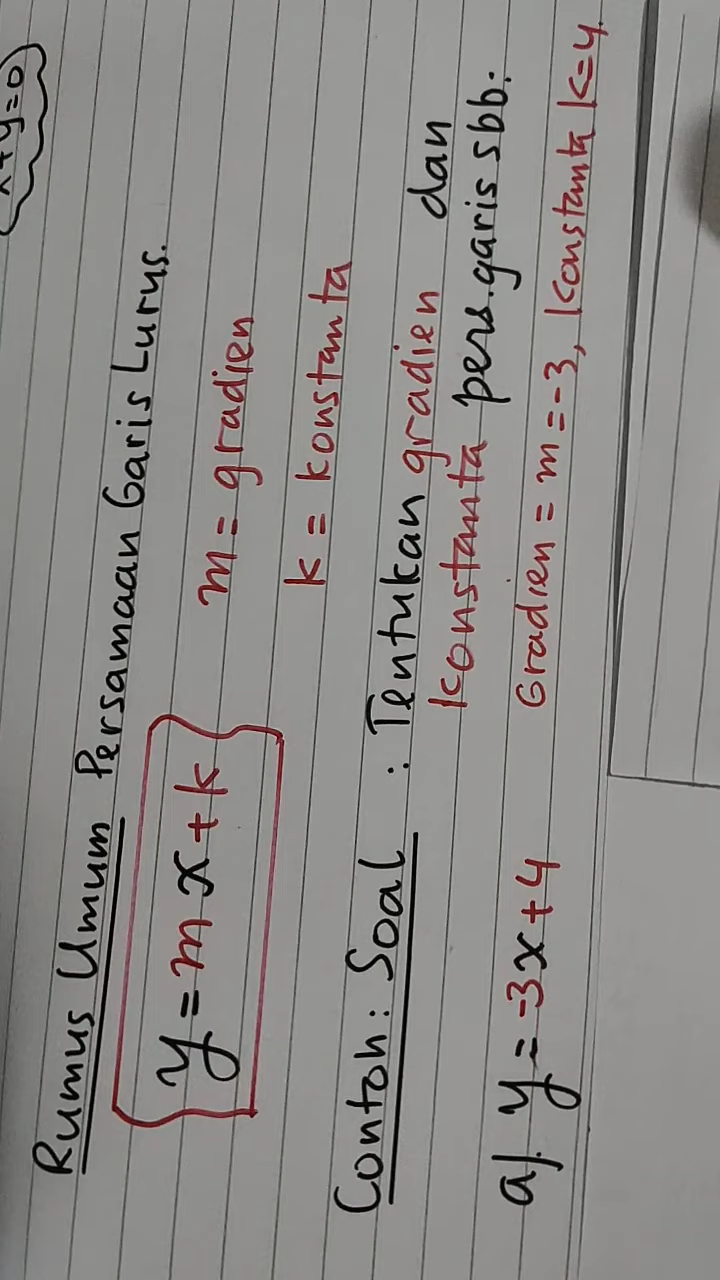 x+y=0
Rumus Umum Persamaan Garis Lurus.
y = mx + k
m = gradien
k = konstanta
Contoh: Soal : Tentukan gradien dan
konstanta pers. garis sbb:
a). y = -3x + 4 Gradien = m = -3, konstanta k = 4.